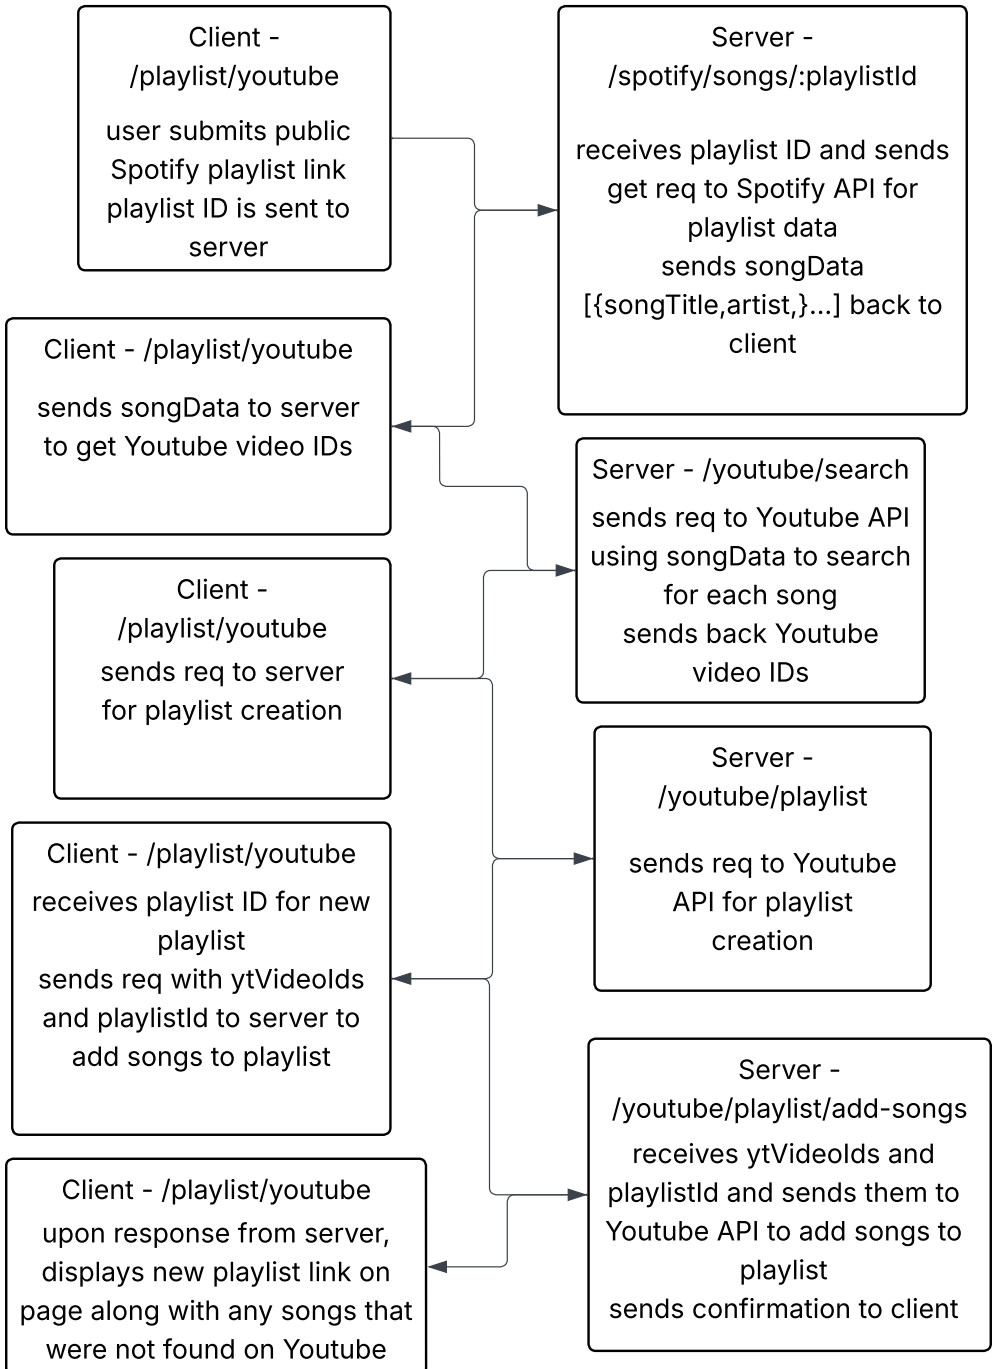 Client -
/playlist/youtube
user submits public
Spotify playlist link
playlist ID is sent to
server
Server -
/spotify/songs/:playlistId
receives playlist ID and sends
get req to Spotify API for
playlist data
sends songData
[{songTitle,artist,}...] back to
client
Client - /playlist/youtube
sends songData to server
to get Youtube video IDs
Server - /youtube/search
sends req to Youtube API
using songData to search
for each song
sends back Youtube
video IDs
Client -
/playlist/youtube
sends req to server
for playlist creation
Server -
/youtube/playlist
sends req to Youtube
API for playlist
creation
Client - /playlist/youtube
receives playlist ID for new
playlist
sends req with ytVideoIds
and playlistId to server to
add songs to playlist
Server -
/youtube/playlist/add-songs
receives ytVideoIds and
playlistId and sends them to
Youtube API to add songs to
playlist
sends confirmation to client
Client - /playlist/youtube
upon response from server,
displays new playlist link on
page along with any songs that
were not found on Youtube